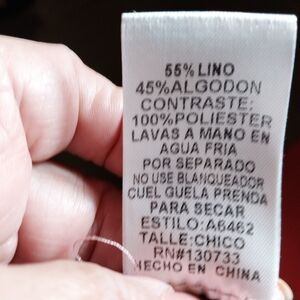 55% LINO
45%ALGODON
CONTRASTE:
100%POLIESTER
LAVAS A MANO EN
AGUA FRIA
POR SEPARADO
NO USE BLANQUEADOR
CUEL GUELA PRENDA
PARA SECAR
ESTILO:A6462
TALLE:CHICO
RN#130733
HECHO EN CHINA